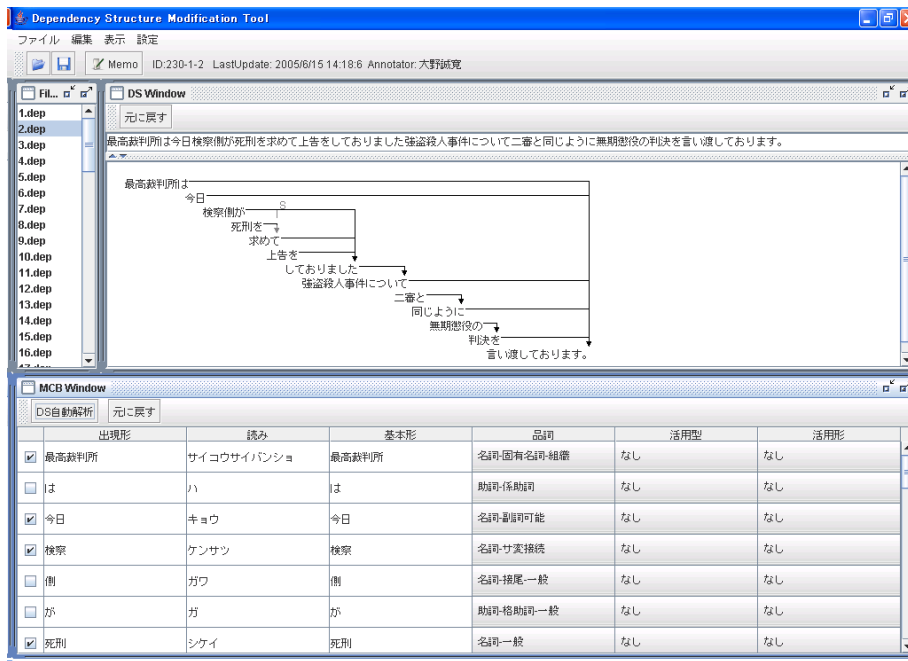 Dependency Structure Modification Tool
ファイル 編集 表示 設定
Memo ID:230-1-2 LastUpdate: 2005/6/15 14:18:6 Annotator: 大野誠寛
Fil...
1.dep
2.dep
3.dep
4.dep
5.dep
6.dep
7.dep
8.dep
9.dep
10.dep
11.dep
12.dep
13.dep
14.dep
15.dep
16.dep
DS Window
元に戻す
最高裁判所は今日検察側が死刑を求めて上告をしておりました強盗殺人事件について二審と同じように無期懲役の判決を言い渡しております。
最高裁判所は
今日
S
検察側が
死刑を
求めて
上告を
しておりました
強盗殺人事件について
二審と
同じように
無期懲役の
判決を
言い渡しております。
MCB Window
DS自動解析 元に戻す
出現形 読み 基本形 品詞 活用型 活用形
最高裁判所 サイコウサイバンショ 最高裁判所 名詞-固有名詞-組織 なし なし
は ハ は 助詞-係助詞 なし なし
今日 キョウ 今日 名詞-副詞可能 なし なし
検察 ケンサツ 検察 名詞-サ変接続 なし なし
側 ガワ 側 名詞-接尾-一般 なし なし
が ガ が 助詞-格助詞-一般 なし なし
死刑 シケイ 死刑 名詞-一般 なし なし